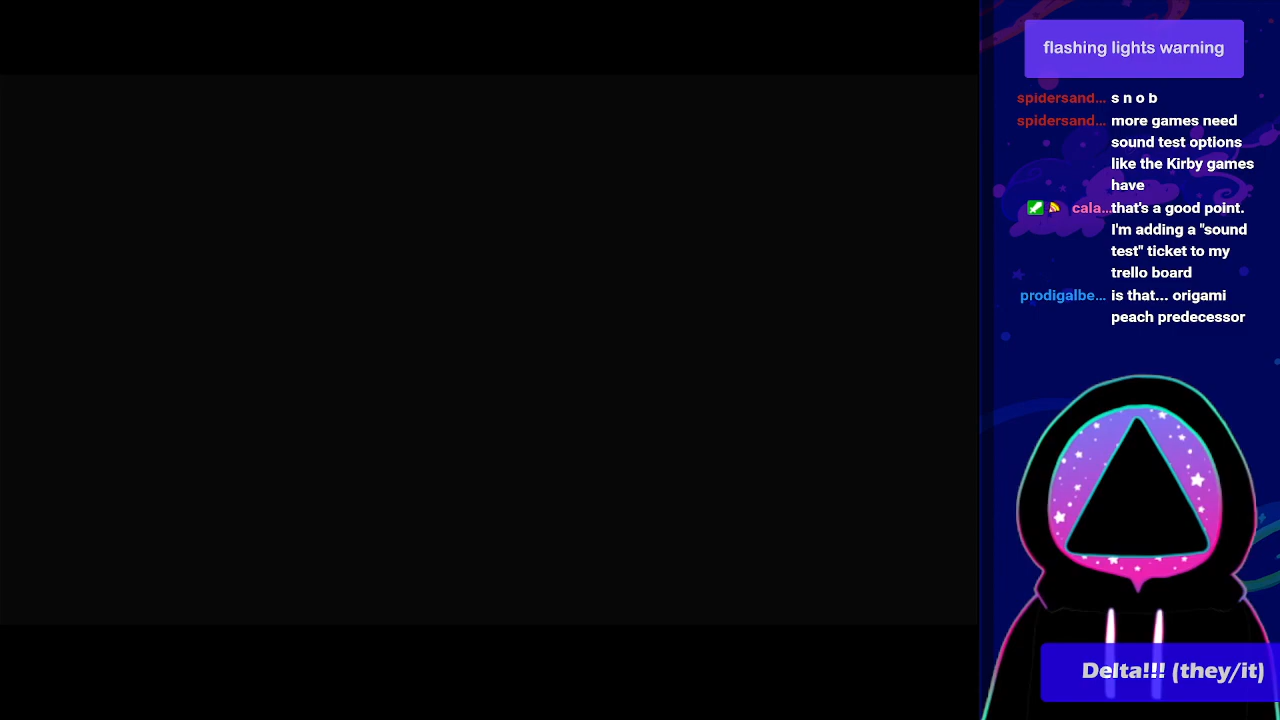 flashing lights warning
spidersand... s n o b
spidersand... more games need
sound test options
like the Kirby games
have
cala... that's a good point.
I'm adding a "sound
test" ticket to my
trello board
prodigalbe... is that... origami
peach predecessor
Delta!!! (they/it)